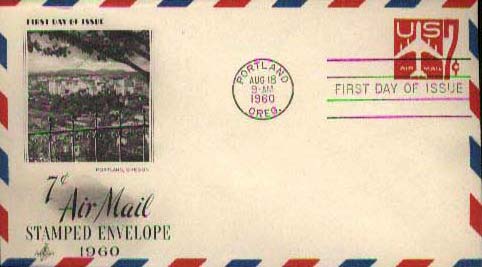 FIRST DAY OF ISSUE
PORTLAND, OREGON
7¢
Air Mail
STAMPED ENVELOPE
1960
PORTLAND
AUG 18
9-AM
1960
OREG.
US
AIR MAIL
7¢
FIRST DAY OF ISSUE